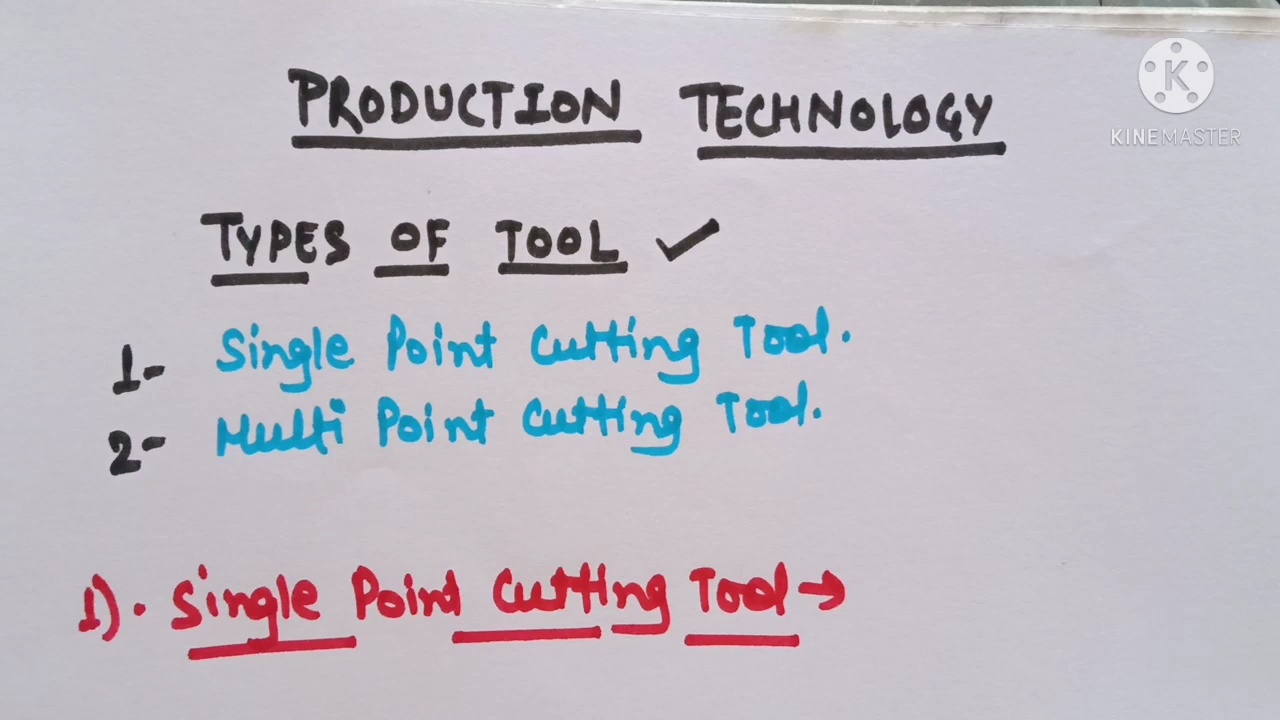 PRODUCTION TECHNOLOGY
K
KINEMASTER
TYPES OF TOOL ✓
1- Single Point Cutting Tool.
2- Multi Point Cutting Tool.
1). Single Point Cutting Tool →